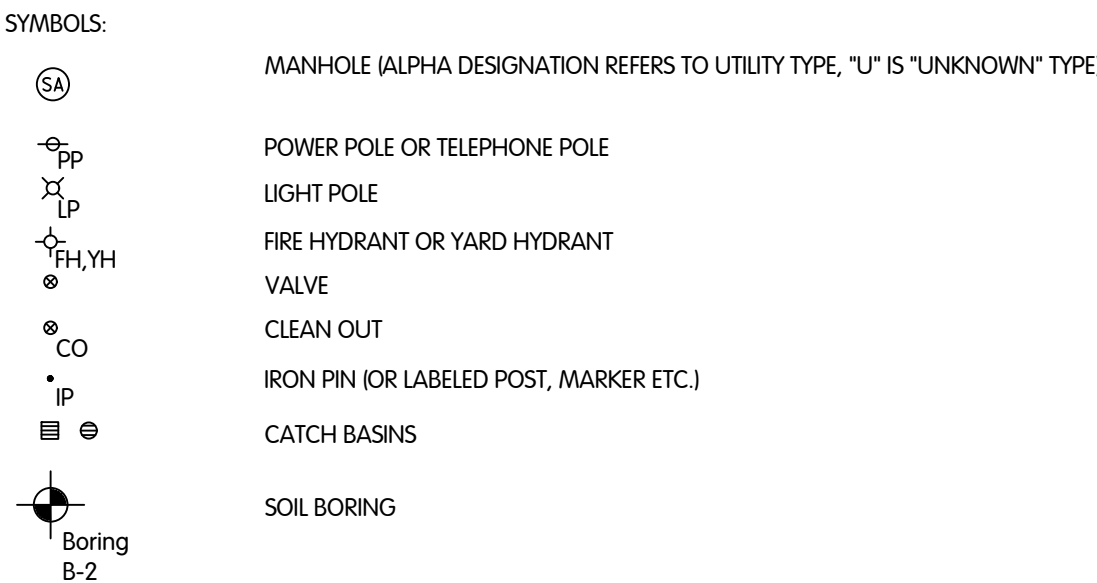 SYMBOLS:
SA MANHOLE (ALPHA DESIGNATION REFERS TO UTILITY TYPE, "U" IS "UNKNOWN" TYPE)
PP POWER POLE OR TELEPHONE POLE
LP LIGHT POLE
FH,YH FIRE HYDRANT OR YARD HYDRANT
VALVE
CO CLEAN OUT
IP IRON PIN (OR LABELED POST, MARKER ETC.)
CATCH BASINS
SOIL BORING
Boring
B-2